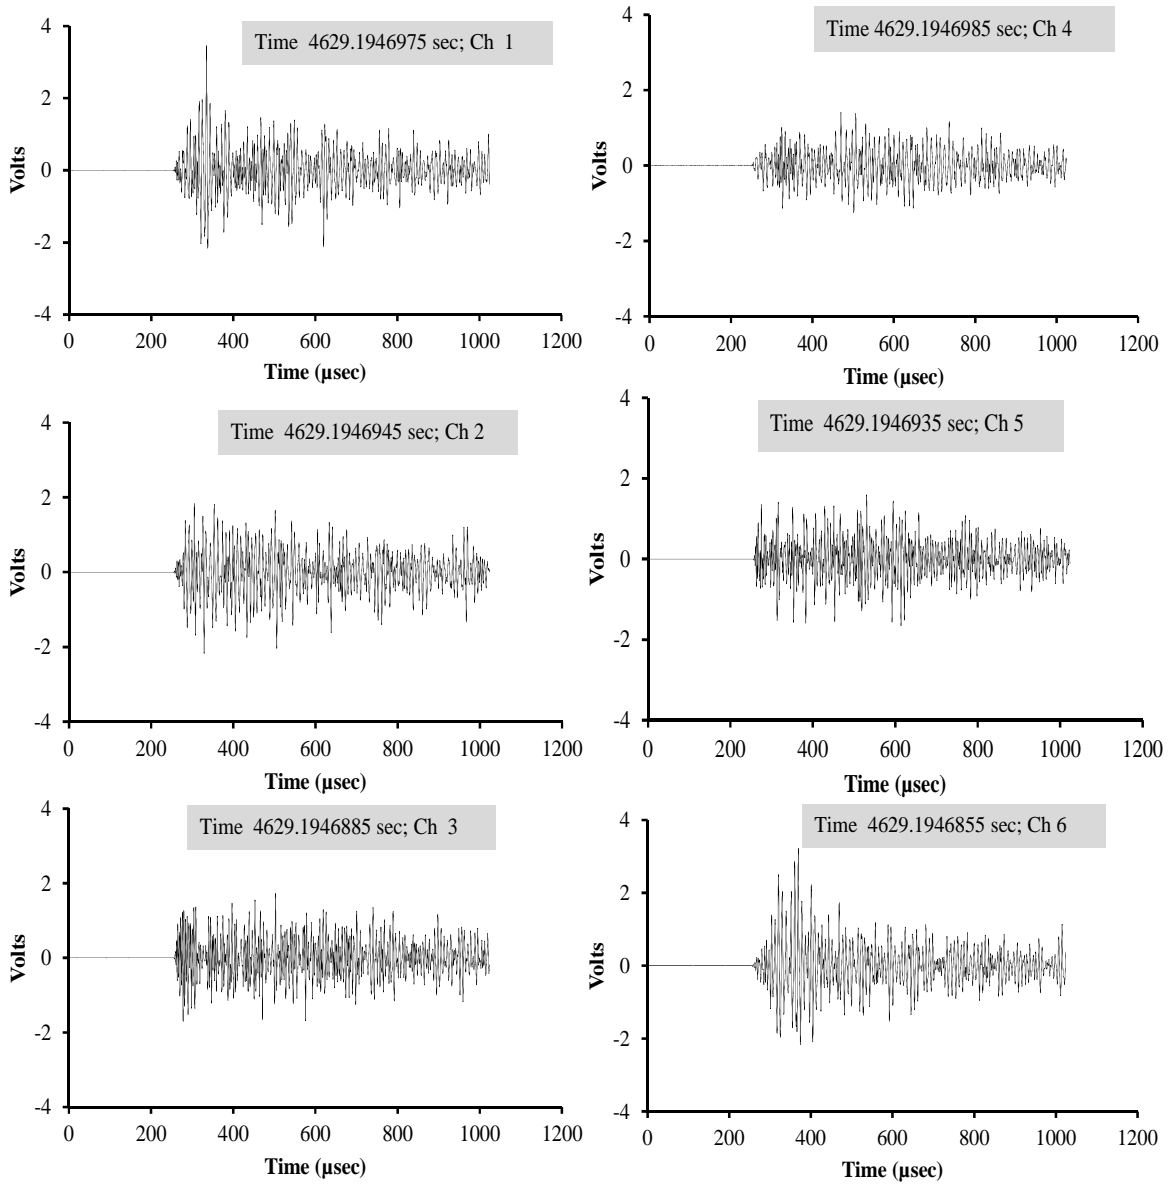 Time 4629.1946975 sec; Ch 1
4
2
0
-2
-4
Volts
0 200 400 600 800 1000 1200
Time (µsec)
Time 4629.1946985 sec; Ch 4
4
2
0
-2
-4
Volts
0 200 400 600 800 1000 1200
Time (µsec)
Time 4629.1946945 sec; Ch 2
4
2
0
-2
-4
Volts
0 200 400 600 800 1000 1200
Time (µsec)
Time 4629.1946935 sec; Ch 5
4
2
0
-2
-4
Volts
0 200 400 600 800 1000 1200
Time (µsec)
Time 4629.1946885 sec; Ch 3
4
2
0
-2
-4
Volts
0 200 400 600 800 1000 1200
Time (µsec)
Time 4629.1946855 sec; Ch 6
4
2
0
-2
-4
Volts
0 200 400 600 800 1000 1200
Time (µsec)